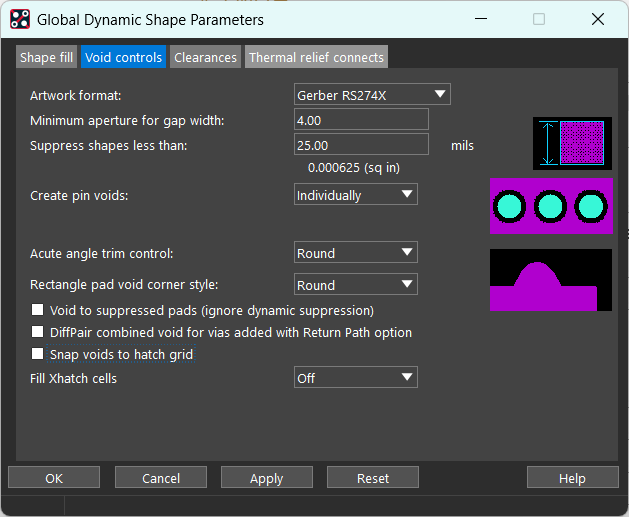 Global Dynamic Shape Parameters
Shape fill Void controls Clearances Thermal relief connects
Artwork format: Gerber RS274X
Minimum aperture for gap width: 4.00
Suppress shapes less than: 25.00 mils
0.000625 (sq in)
Create pin voids: Individually
Acute angle trim control: Round
Rectangle pad void corner style: Round
Void to suppressed pads (ignore dynamic suppression)
DiffPair combined void for vias added with Return Path option
Snap voids to hatch grid
Fill Xhatch cells Off
OK Cancel Apply Reset Help